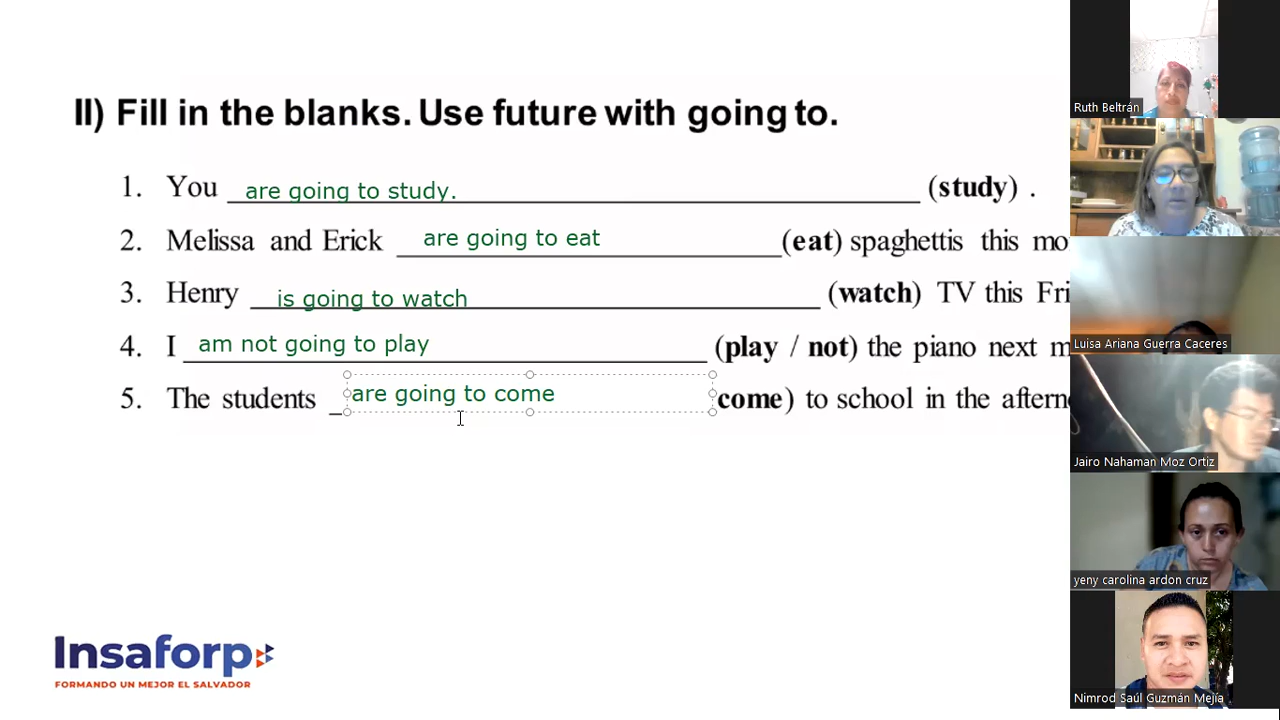 II) Fill in the blanks. Use future with going to.
1. You are going to study. (study) .
2. Melissa and Erick are going to eat (eat) spaghettis this mo
3. Henry is going to watch (watch) TV this Fri
4. I am not going to play (play / not) the piano next m
5. The students _ are going to come come) to school in the aftern
Insaforp
FORMANDO UN MEJOR EL SALVADOR
Ruth Beltrán
Luisa Ariana Guerra Caceres
Jairo Nahaman Moz Ortiz
yeny carolina ardon cruz
Nimrod Saúl Guzmán Mejía